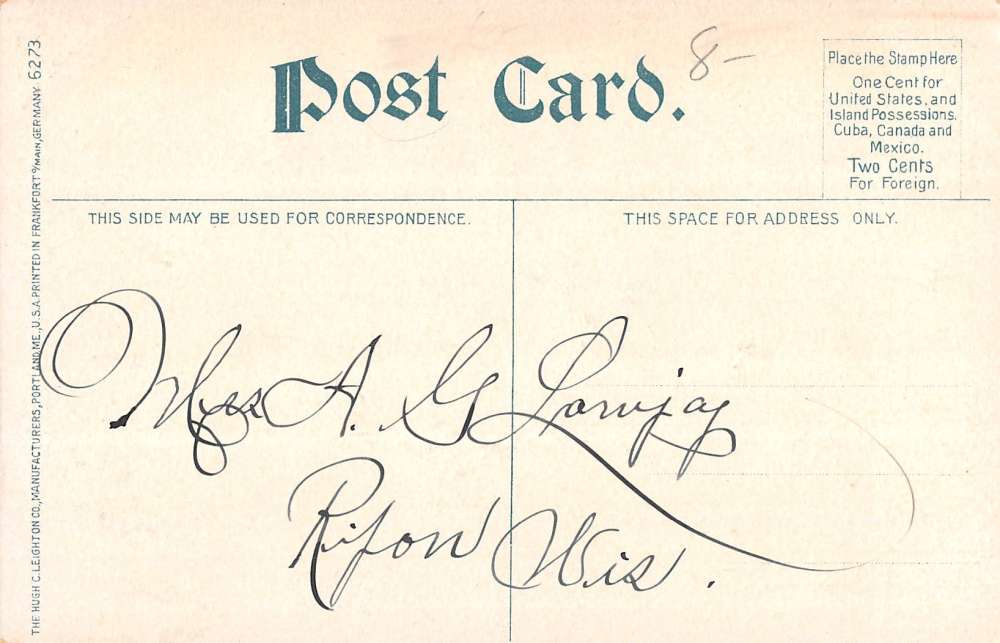 Post Card.
8-
Place the Stamp Here
One Cent for
United States, and
Island Possessions.
Cuba, Canada and
Mexico.
Two Cents
For Foreign.
THIS SIDE MAY BE USED FOR CORRESPONDENCE.
THIS SPACE FOR ADDRESS ONLY.
A. G
Ripon Wis.
THE HUGH C. LEIGHTON CO., MANUFACTURERS, PORTLAND, ME., U.S.A. PRINTED IN FRANKFORT o/MAIN, GERMANY 6273